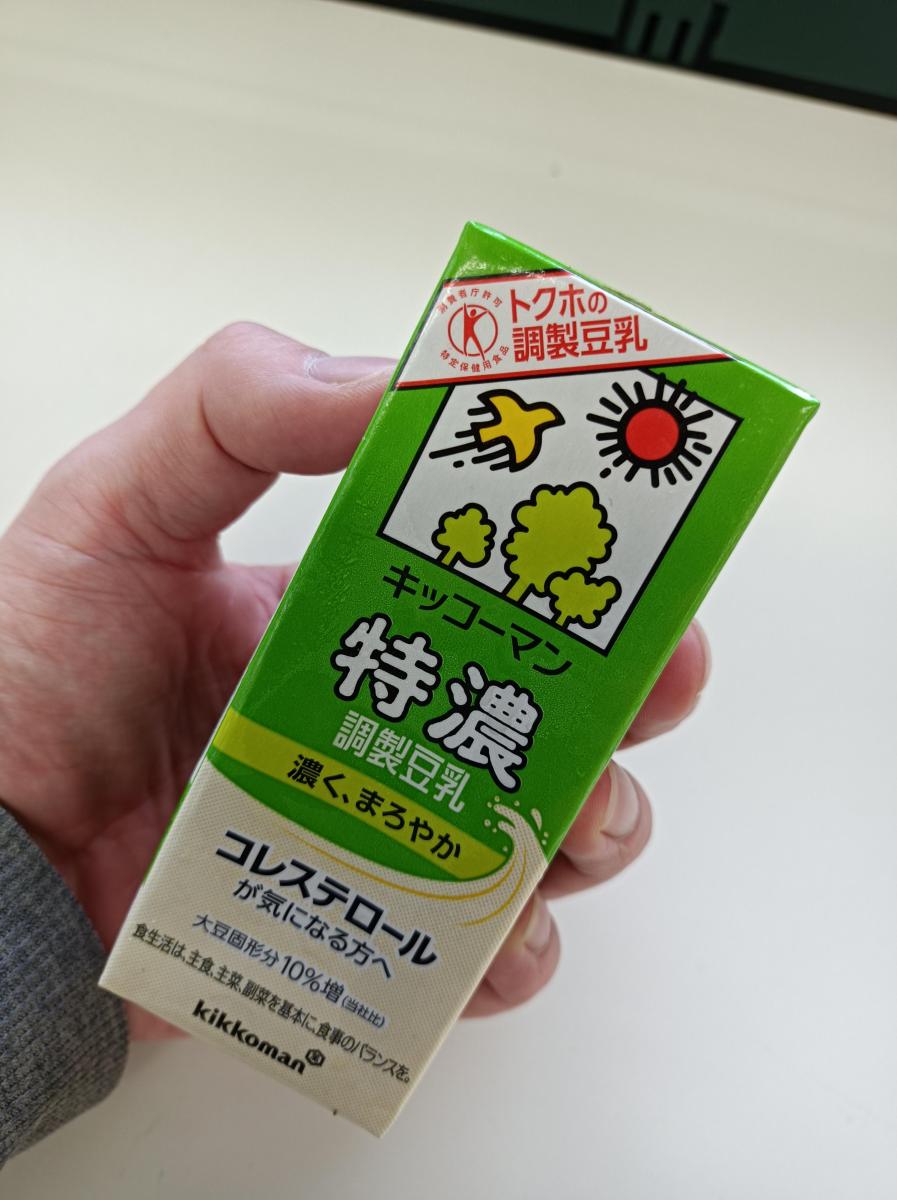 消費者庁許可
特定保健用食品
トクホの
調製豆乳
キッコーマン
特濃
調製豆乳
濃く、まろやか
コレステロール
が気になる方へ
大豆固形分10%増(当社比)
食生活は、主食、主菜、副菜を基本に、食事のバランスを。
kikkoman